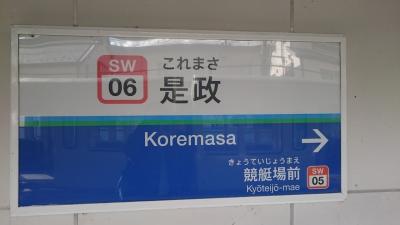 SW
06
これまさ
是政
Koremasa
→
きょうていじょうまえ
競艇場前
Kyōteijō-mae
SW
05